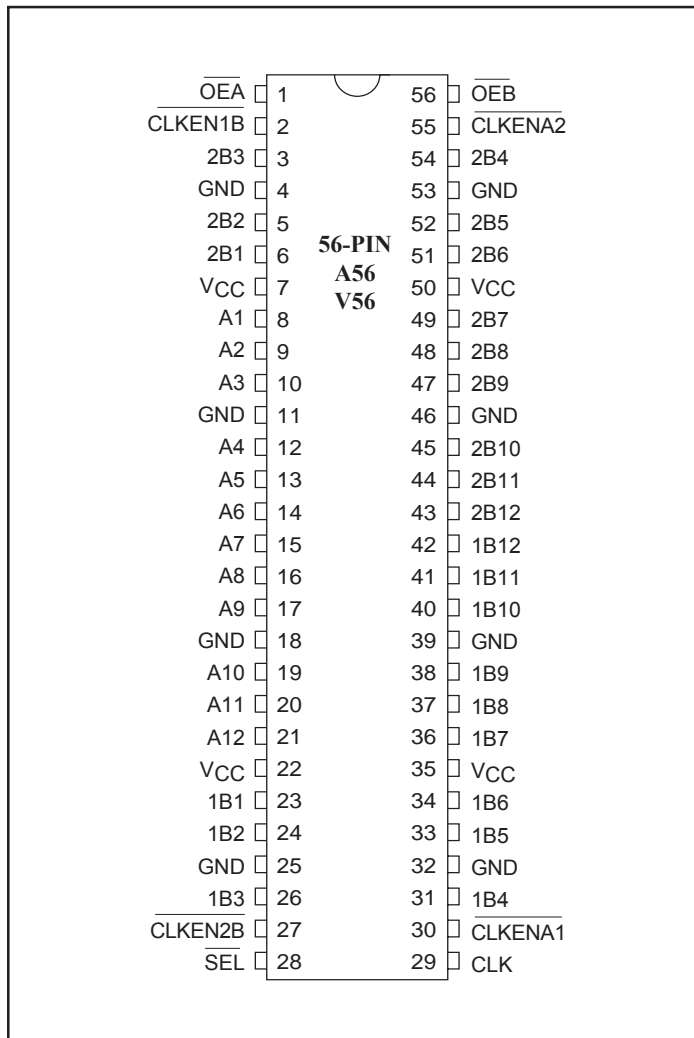 OEA 1 56 OEB
CLKEN1B 2 55 CLKENA2
2B3 3 54 2B4
GND 4 53 GND
2B2 5 52 2B5
2B1 6 51 2B6
VCC 7 50 VCC
A1 8 49 2B7
A2 9 48 2B8
A3 10 47 2B9
GND 11 46 GND
A4 12 45 2B10
A5 13 44 2B11
A6 14 43 2B12
A7 15 42 1B12
A8 16 41 1B11
A9 17 40 1B10
GND 18 39 GND
A10 19 38 1B9
A11 20 37 1B8
A12 21 36 1B7
VCC 22 35 VCC
1B1 23 34 1B6
1B2 24 33 1B5
GND 25 32 GND
1B3 26 31 1B4
CLKEN2B 27 30 CLKENA1
SEL 28 29 CLK
56-PIN
A56
V56